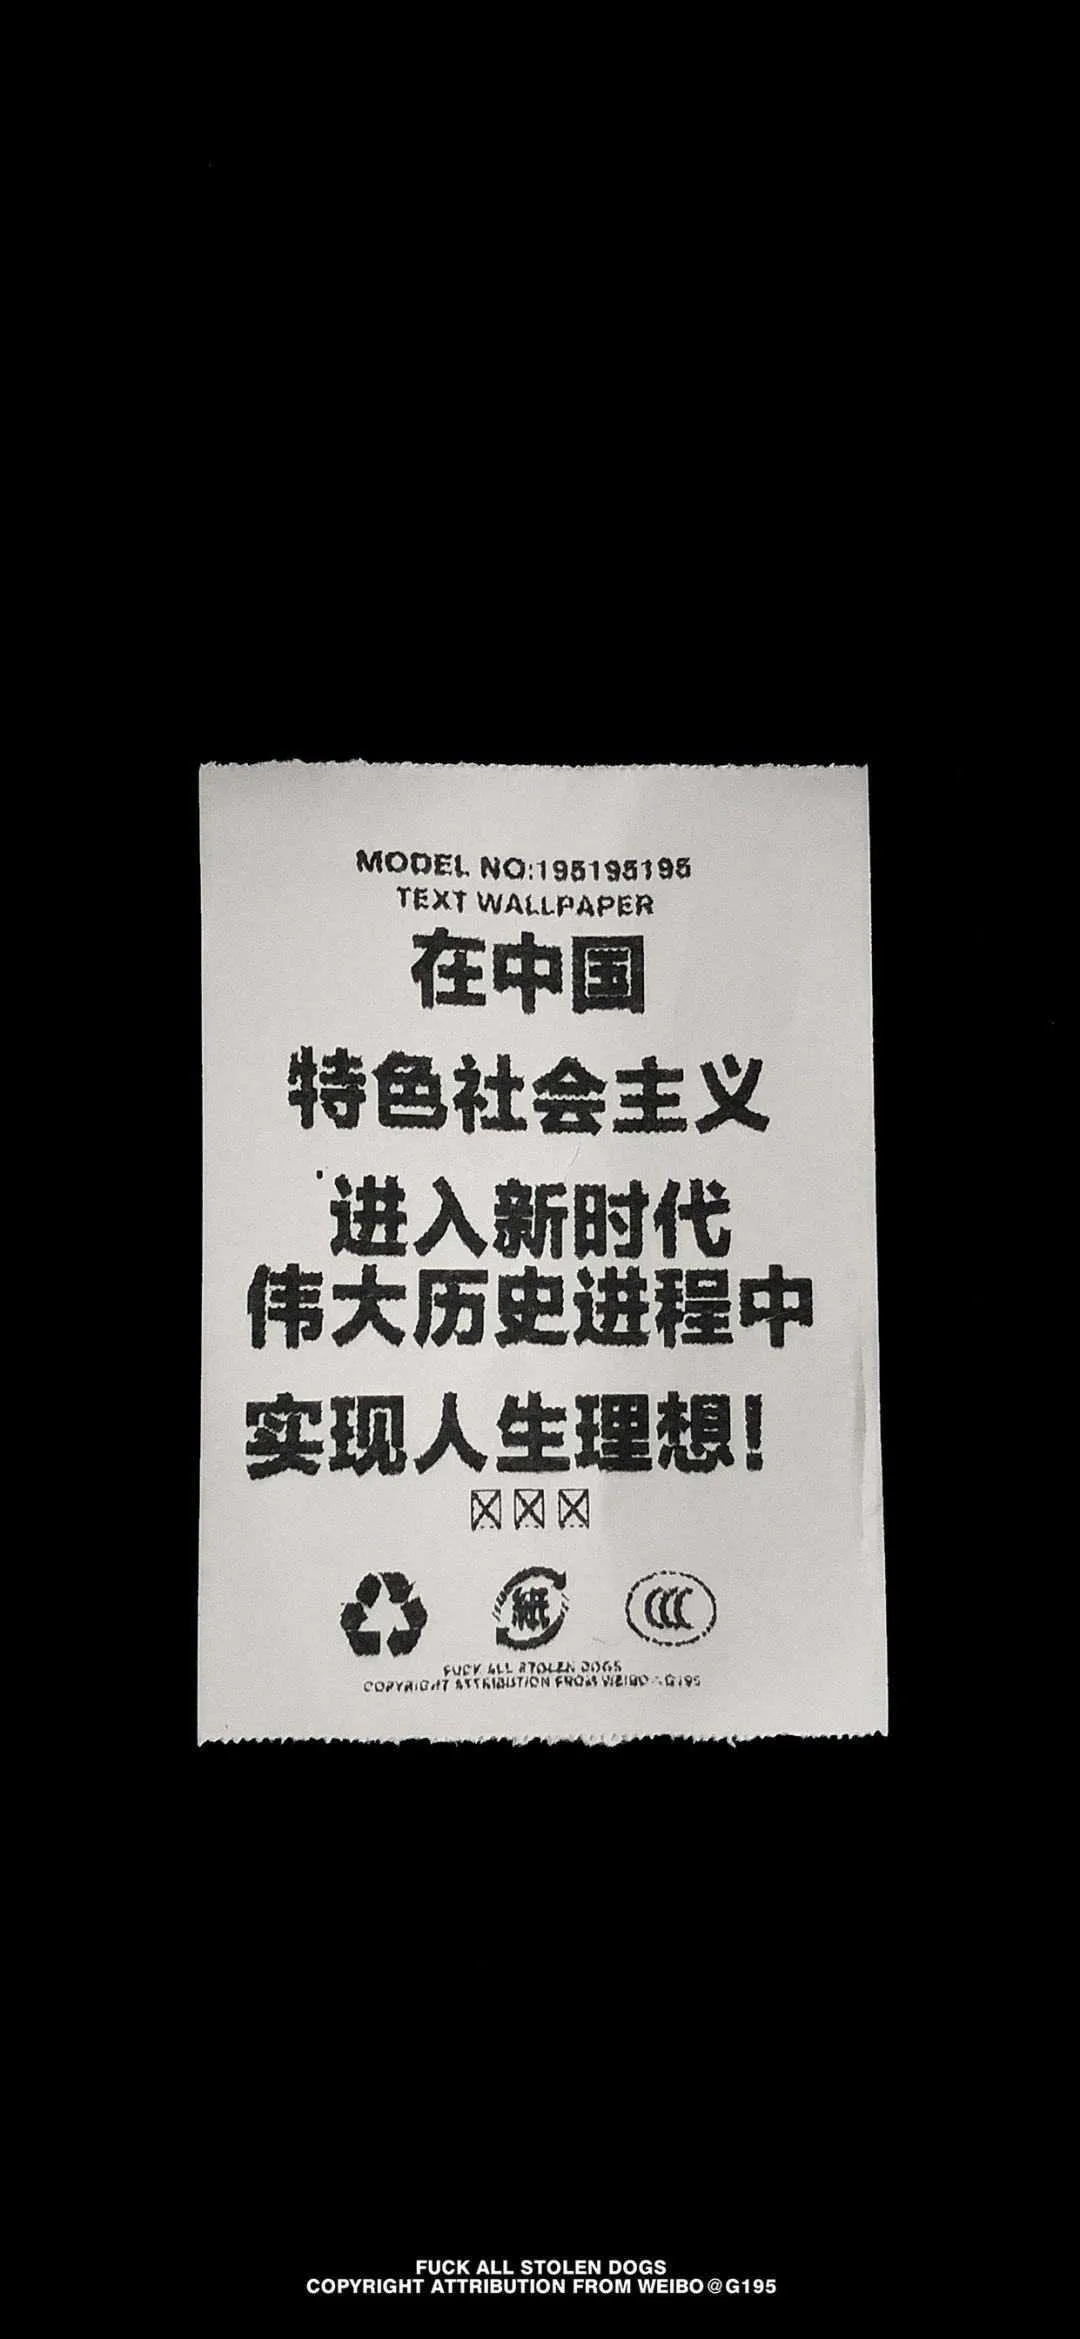 MODEL NO:195195195
TEXT WALLPAPER
在中国
特色社会主义
进入新时代
伟大历史进程中
实现人生理想!
紙
CCC
FUCK ALL STOLEN DOGS
COPYRIGHT ATTRIBUTION FROM WEIBO@G195
FUCK ALL STOLEN DOGS
COPYRIGHT ATTRIBUTION FROM WEIBO@G195